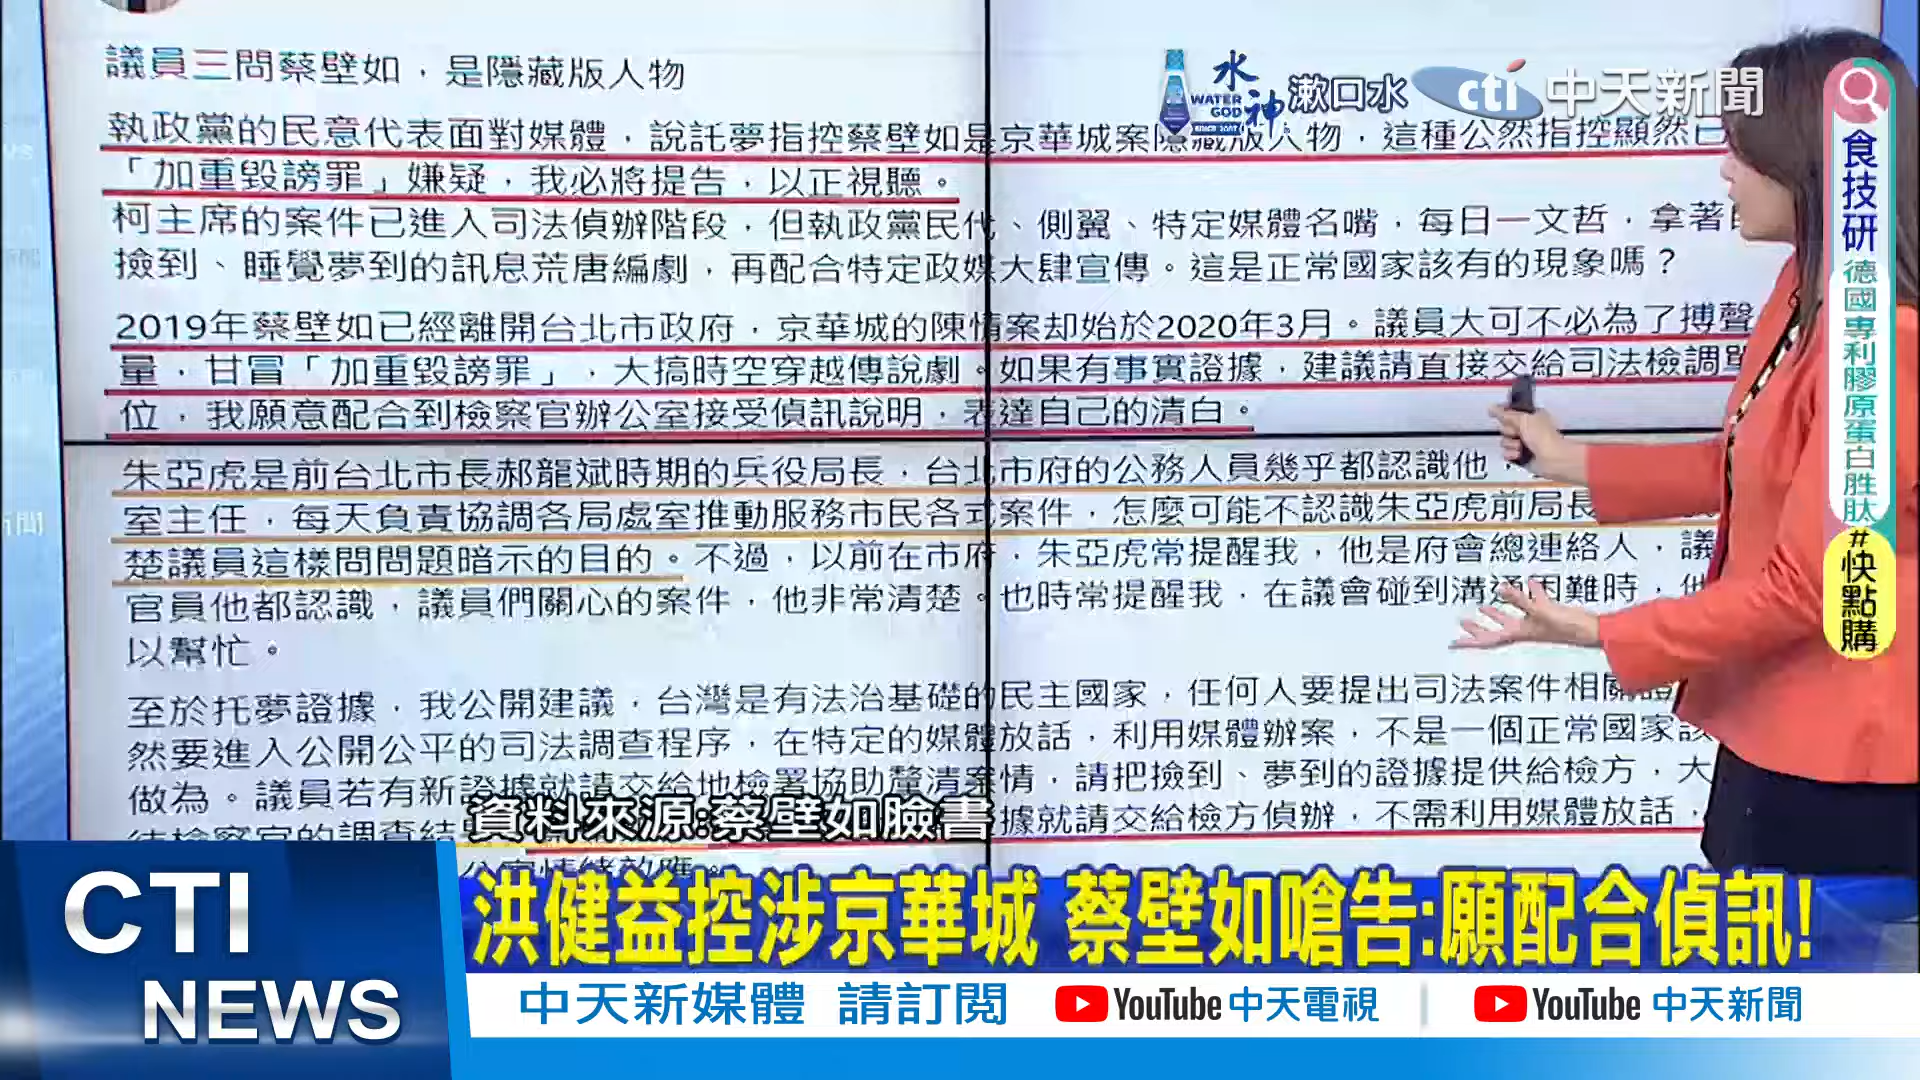 議員三問蔡壁如，是隱藏版人物
執政黨的民意代表面對媒體，說託夢指控蔡壁如是京華城案隱藏版人物，這種公然指控顯然已
「加重毀謗罪」嫌疑，我必將提告，以正視聽。
柯主席的案件已進入司法偵辦階段，但執政黨民代、側翼、特定媒體名嘴，每日一文哲，拿著
撿到、睡覺夢到的訊息荒唐編劇，再配合特定政媒大肆宣傳。這是正常國家該有的現象嗎？
2019年蔡壁如已經離開台北市政府，京華城的陳情案却始於2020年3月。議員大可不必為了搏聲
量，甘冒「加重毀謗罪」，大搞時空穿越傳說劇。如果有事實證據，建議請直接交給司法檢調單
位，我願意配合到檢察官辦公室接受偵訊說明，表達自己的清白。
朱亞虎是前台北市長郝龍斌時期的兵役局長，台北市府的公務人員幾乎都認識他，
室主任，每天負責協調各局處室推動服務市民各式案件，怎麼可能不認識朱亞虎前局長
楚議員這樣問問題暗示的目的。不過，以前在市府，朱亞虎常提醒我，他是府會總連絡人，議
官員他都認識，議員們關心的案件，他非常清楚。也時常提醒我，在議會碰到溝通困難時，他
以幫忙。
至於托夢證據，我公開建議，台灣是有法治基礎的民主國家，任何人要提出司法案件相關證
然要進入公開公平的司法調查程序，在特定的媒體放話，利用媒體辦案，不是一個正常國家該
做為。議員若有新證據就請交給地檢署協助釐清案情，請把撿到、夢到的證據提供給檢方，大
據就請交給檢方偵辦，不需利用媒體放話，
資料來源:蔡壁如臉書
水神
WATER GOD
SINCE 2007
漱口水
cti 中天新聞
食技研
德國專利膠原蛋白胜肽
#快點購
CTI NEWS
洪健益控涉京華城 蔡壁如嗆告:願配合偵訊!
中天新媒體 請訂閱 YouTube 中天電視 YouTube 中天新聞